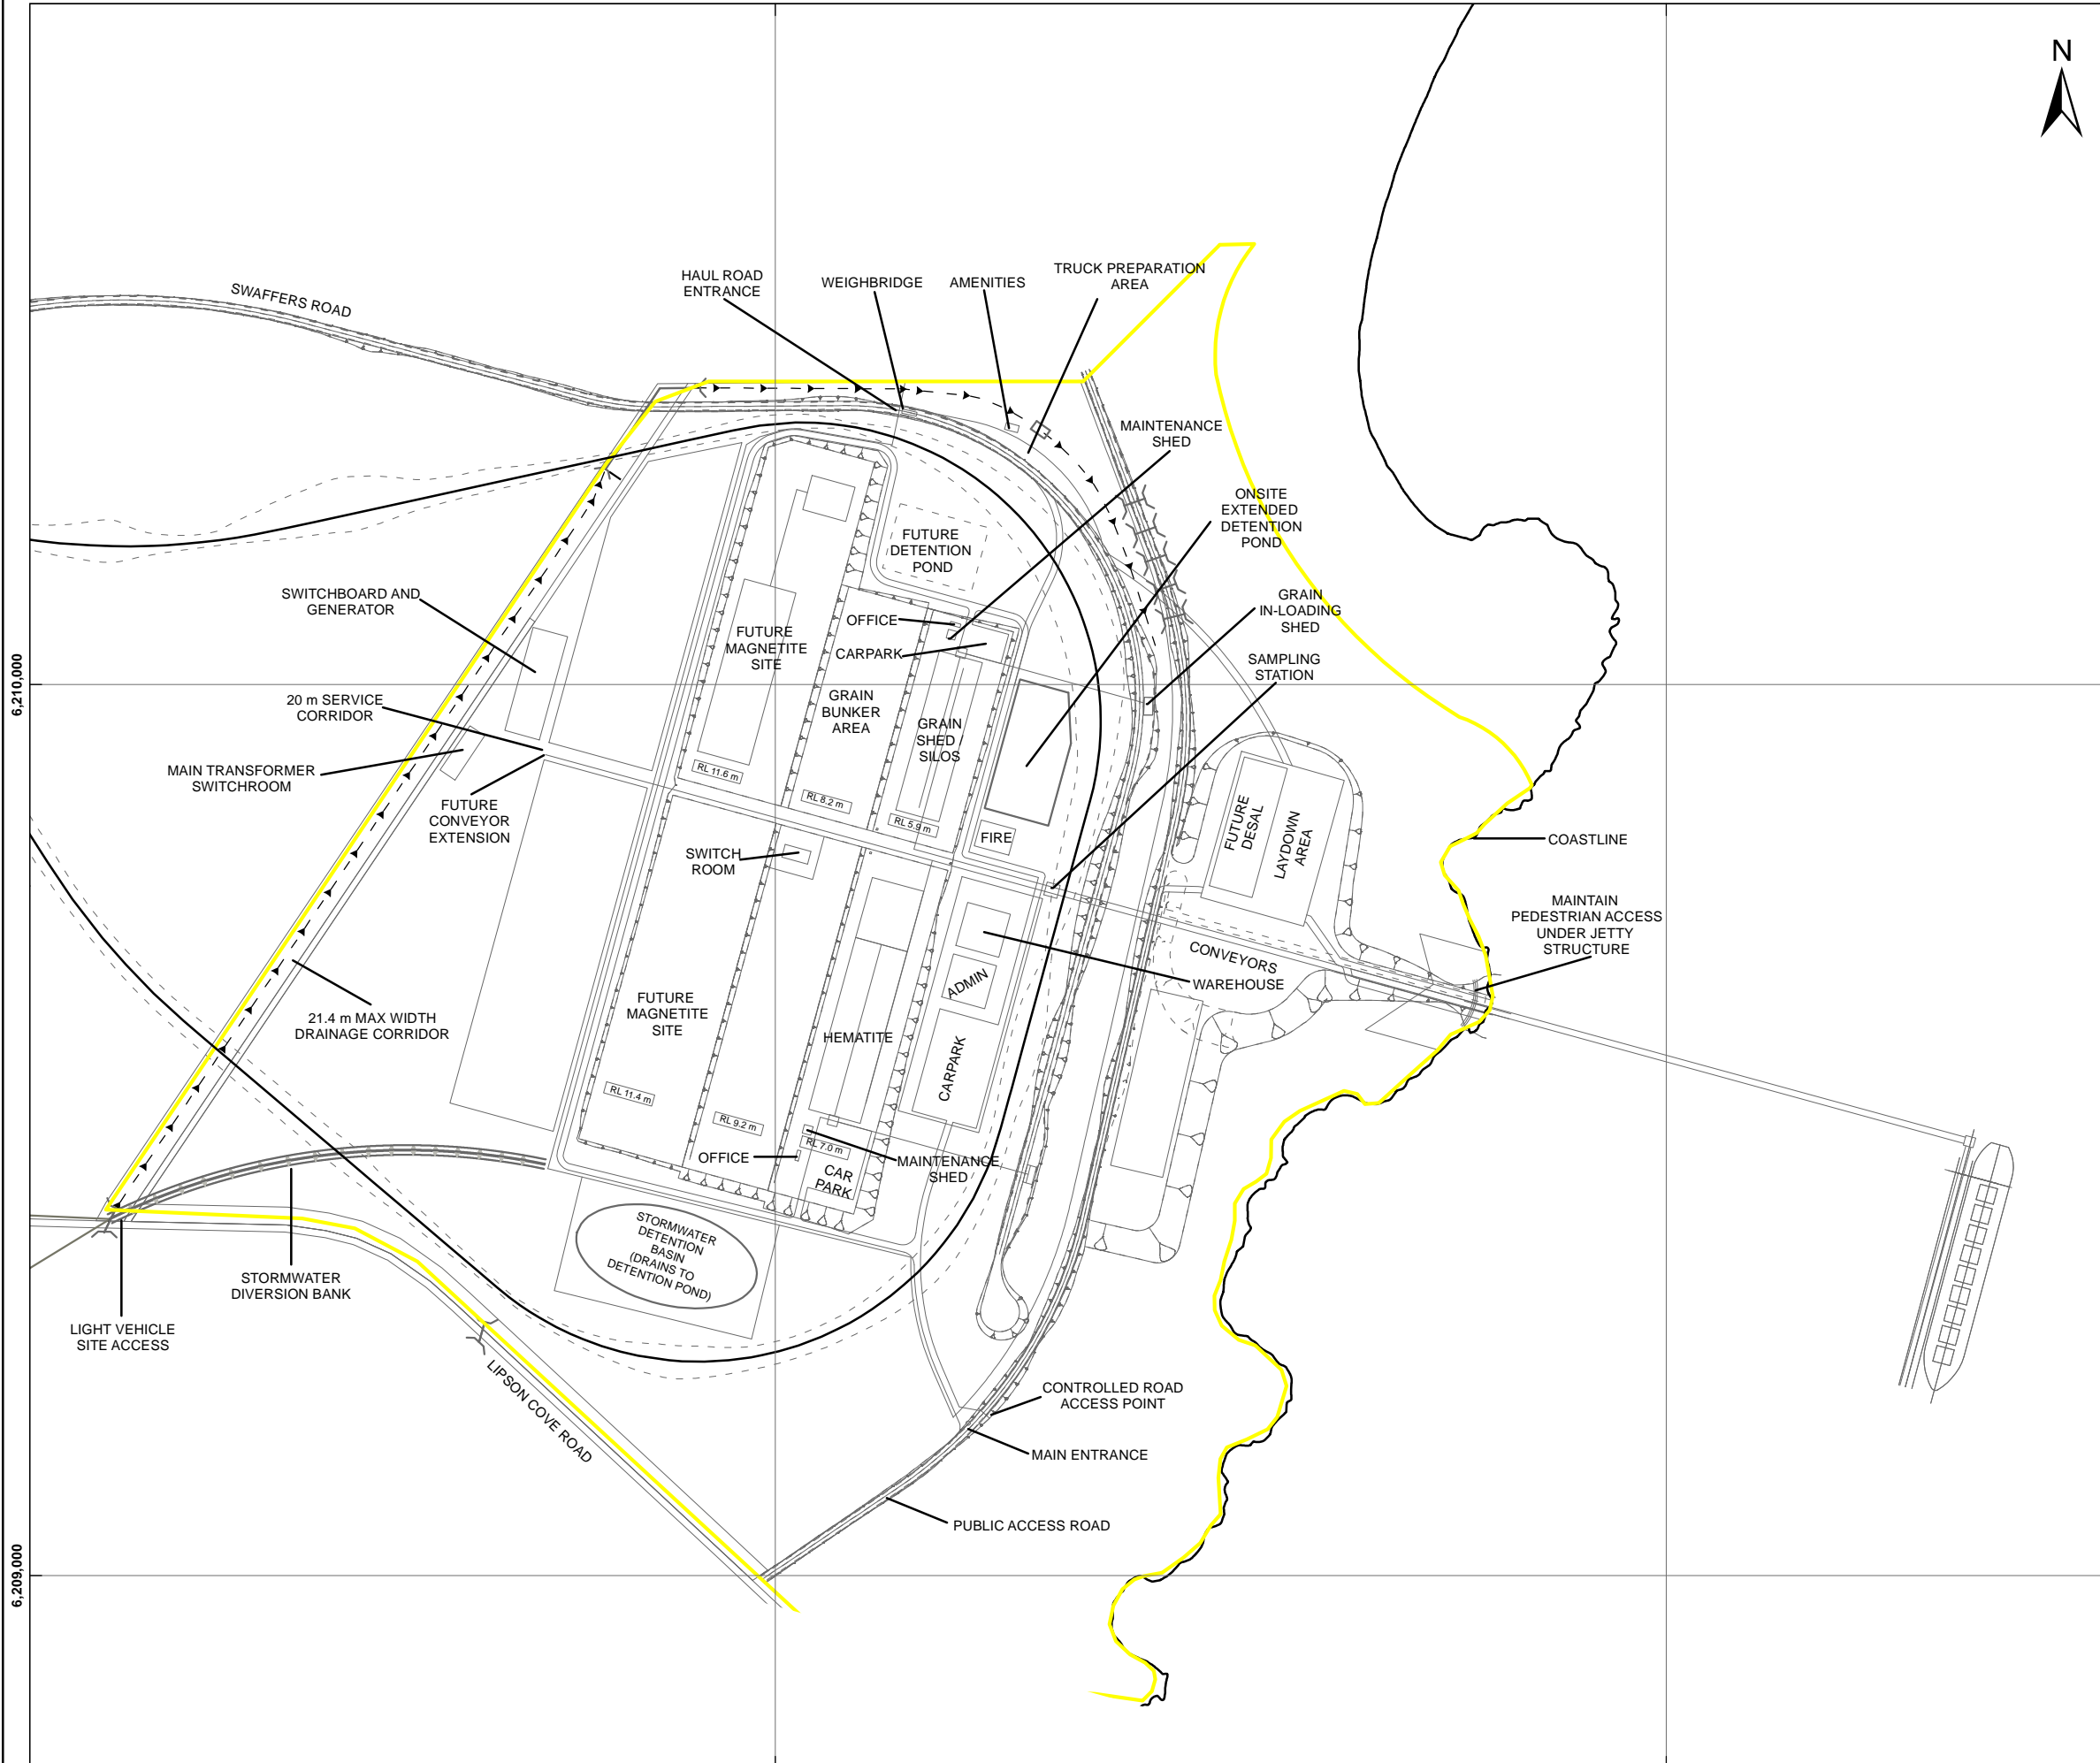 N
SWAFFERS ROAD
HAUL ROAD
ENTRANCE
WEIGHBRIDGE
AMENITIES
TRUCK PREPARATION
AREA
MAINTENANCE
SHED
ONSITE
EXTENDED
DETENTION
POND
FUTURE
DETENTION
POND
SWITCHBOARD AND
GENERATOR
GRAIN
IN-LOADING
SHED
OFFICE
FUTURE
MAGNETITE
SITE
CARPARK
SAMPLING
STATION
6,210,000
20 m SERVICE
CORRIDOR
GRAIN
BUNKER
AREA
GRAIN
SHED /
SILOS
MAIN TRANSFORMER
SWITCHROOM
RL 11.6 m
RL 8.2 m
RL 5.9 m
FUTURE
CONVEYOR
EXTENSION
FIRE
FUTURE
DESAL
LAYDOWN
AREA
COASTLINE
SWITCH
ROOM
MAINTAIN
PEDESTRIAN ACCESS
UNDER JETTY
STRUCTURE
CONVEYORS
WAREHOUSE
ADMIN
FUTURE
MAGNETITE
SITE
21.4 m MAX WIDTH
DRAINAGE CORRIDOR
HEMATITE
CARPARK
RL 11.4 m
RL 9.2 m
RL 7.0 m
OFFICE
MAINTENANCE
SHED
CAR
PARK
STORMWATER
DETENTION
BASIN
(DRAINS TO
DETENTION POND)
STORMWATER
DIVERSION BANK
LIGHT VEHICLE
SITE ACCESS
LIPSON COVE ROAD
CONTROLLED ROAD
ACCESS POINT
MAIN ENTRANCE
PUBLIC ACCESS ROAD
6,209,000